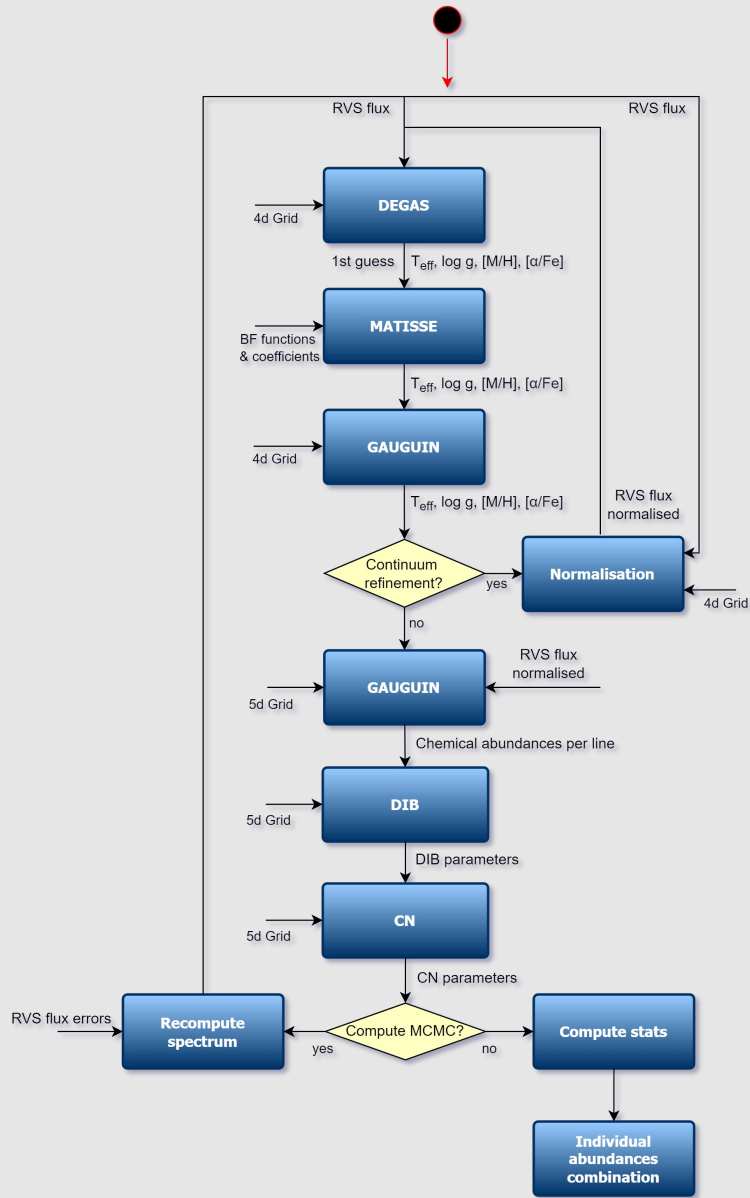 RVS flux
RVS flux
DEGAS
4d Grid
1st guess
Teff, log g, [M/H], [α/Fe]
MATISSE
BF functions
& coefficients
Teff, log g, [M/H], [α/Fe]
GAUGUIN
4d Grid
Teff, log g, [M/H], [α/Fe]
RVS flux
normalised
Continuum
refinement?
yes
Normalisation
4d Grid
no
GAUGUIN
RVS flux
normalised
5d Grid
Chemical abundances per line
DIB
5d Grid
DIB parameters
CN
5d Grid
CN parameters
RVS flux errors
Recompute
spectrum
yes
Compute MCMC?
no
Compute stats
Individual
abundances
combination